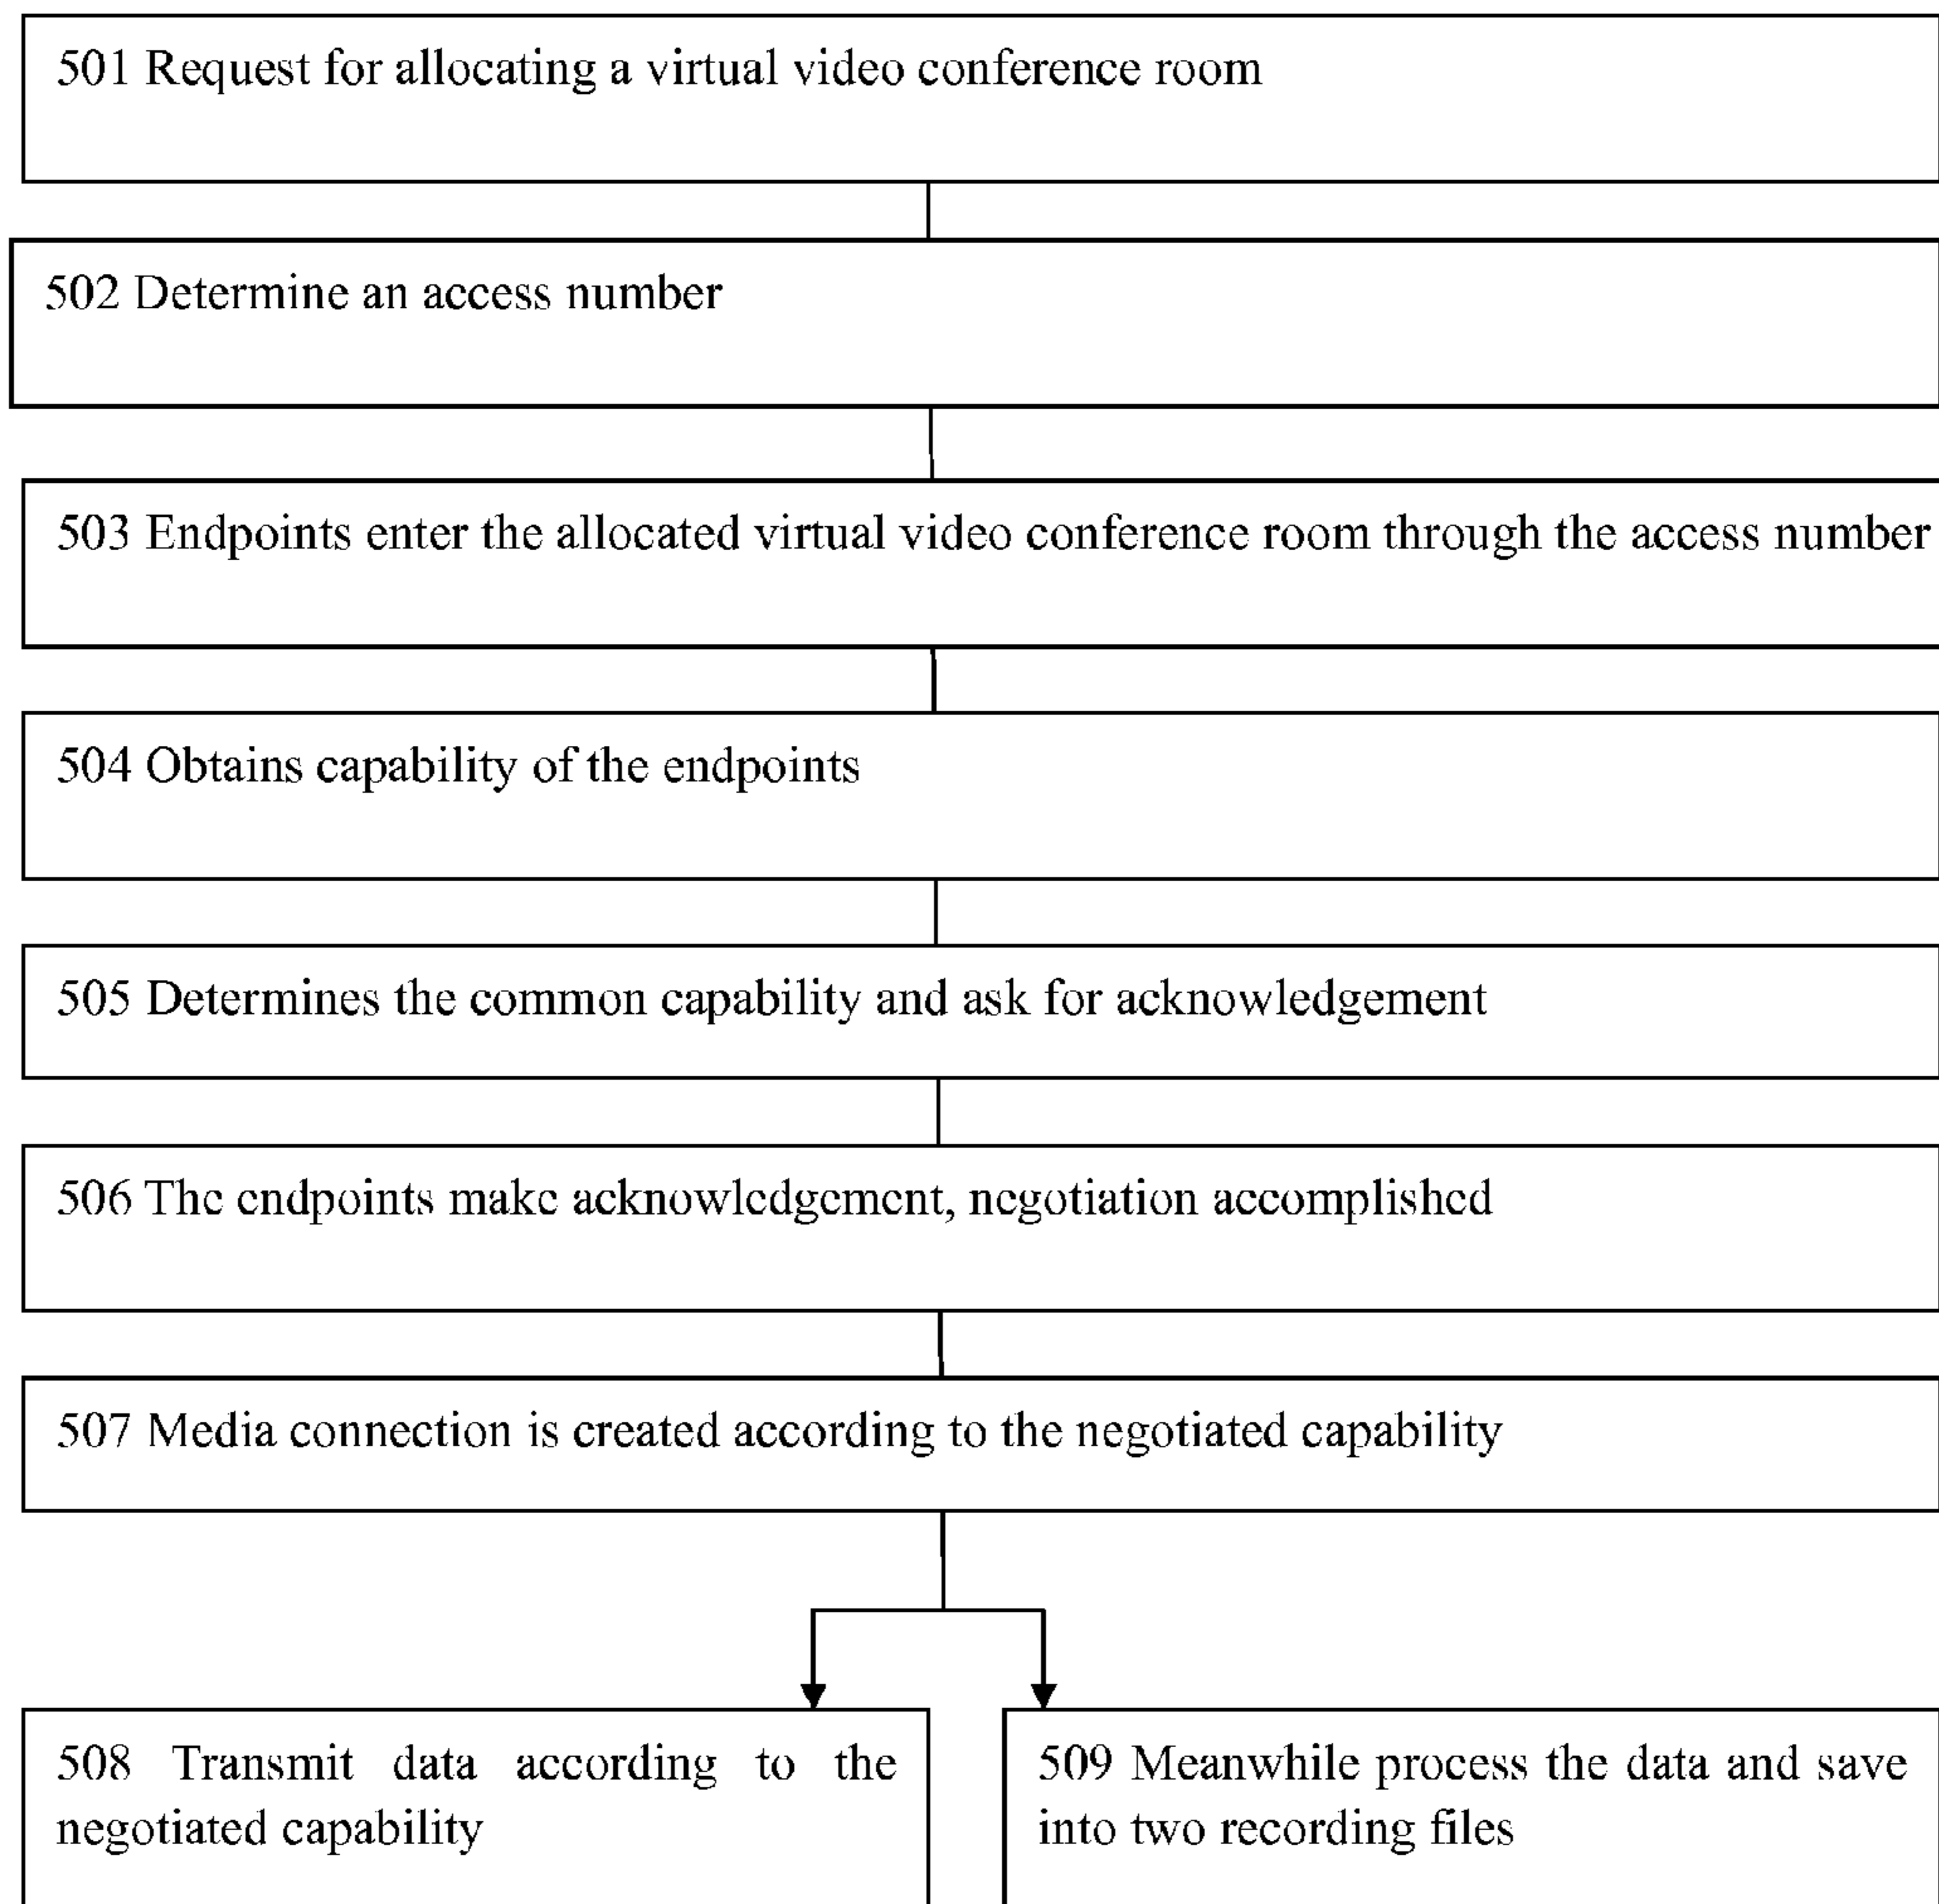 501 Request for allocating a virtual video conference room
502 Determine an access number
503 Endpoints enter the allocated virtual video conference room through the access number
504 Obtains capability of the endpoints
505 Determines the common capability and ask for acknowledgement
506 The endpoints make acknowledgement, negotiation accomplished
507 Media connection is created according to the negotiated capability
508 Transmit data according to the
negotiated capability
509 Meanwhile process the data and save
into two recording files